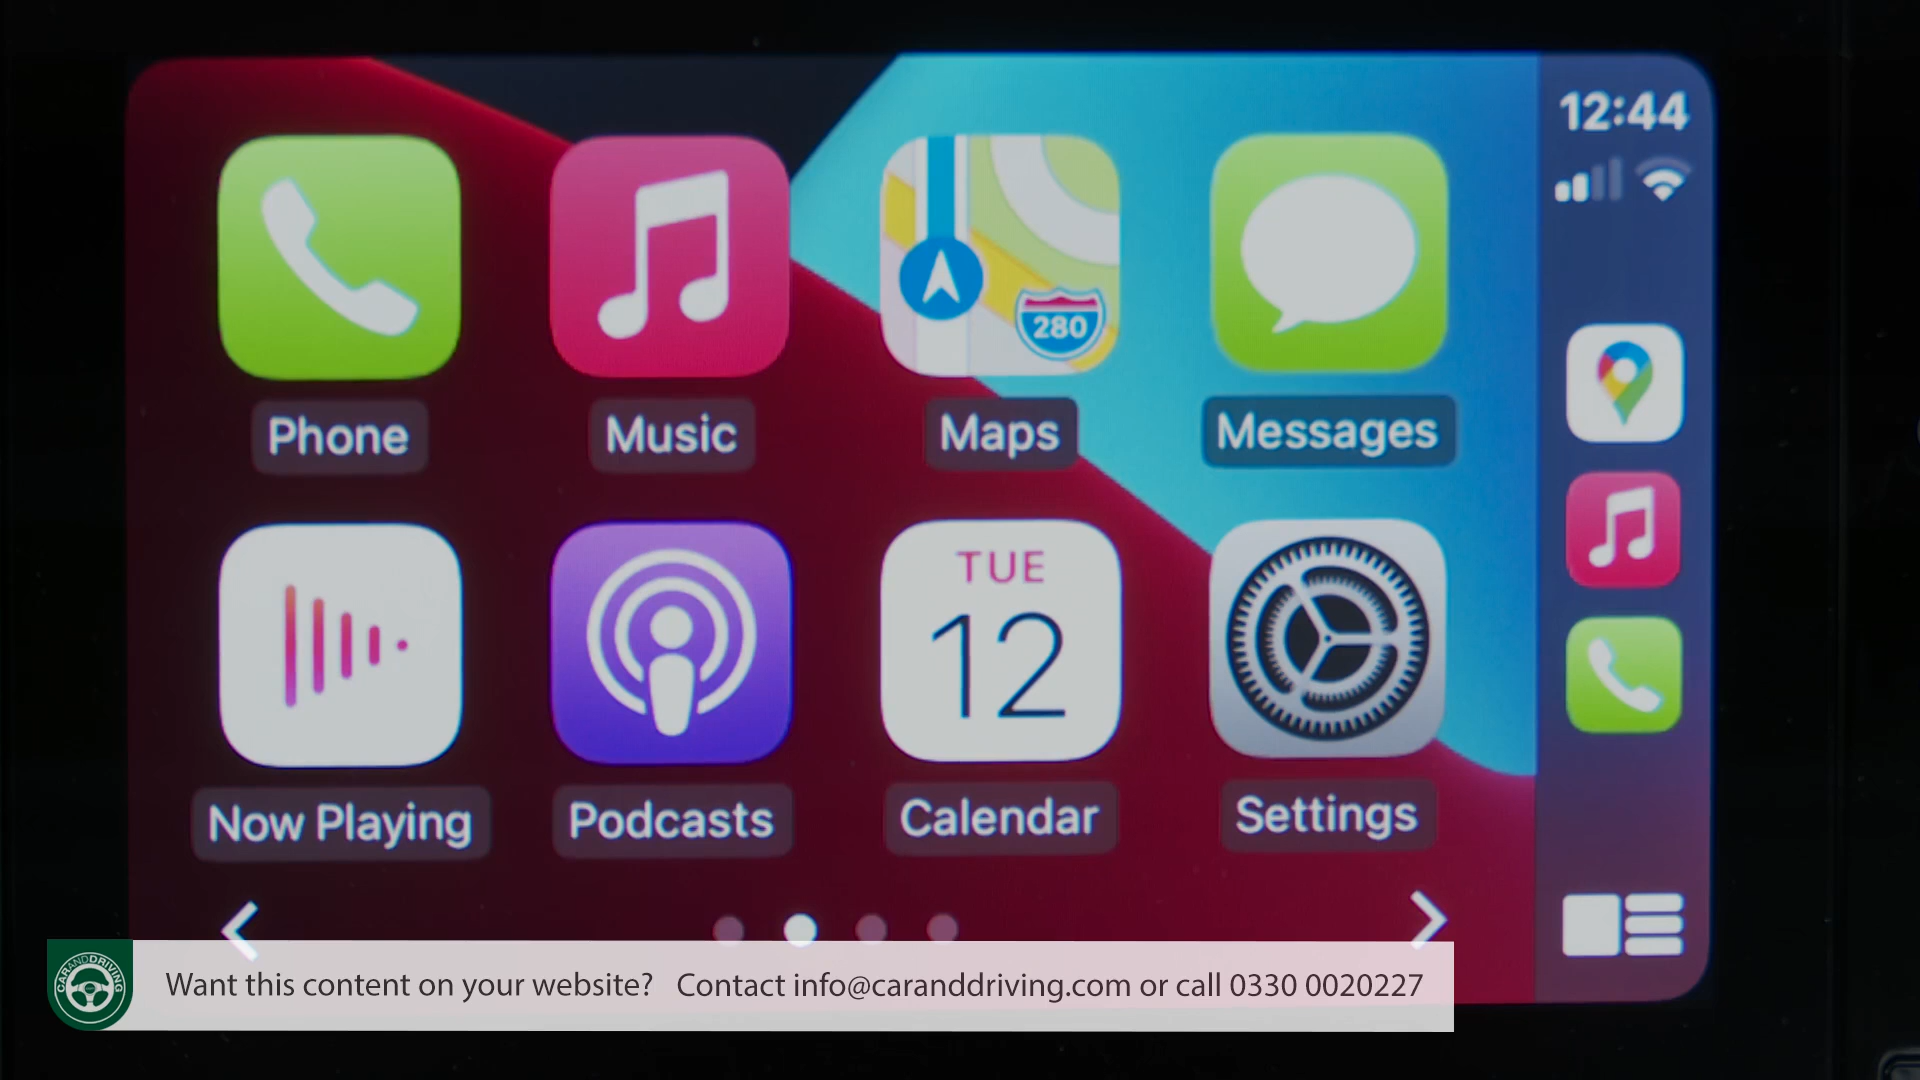 12:44
280
Phone
Music
Maps
Messages
TUE
12
Now Playing
Podcasts
Calendar
Settings
CARANDDRIVING
Want this content on your website? Contact info@caranddriving.com or call 0330 0020227